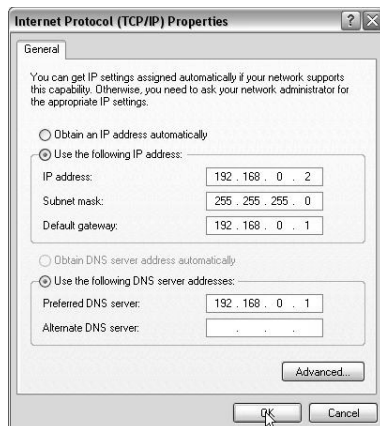 Internet Protocol (TCP/IP) Properties
General
You can get IP settings assigned automatically if your network supports
this capability. Otherwise, you need to ask your network administrator for
the appropriate IP settings.
Obtain an IP address automatically
Use the following IP address:
IP address: 192 . 168 . 0 . 2
Subnet mask: 255 . 255 . 255 . 0
Default gateway: 192 . 168 . 0 . 1
Obtain DNS server address automatically
Use the following DNS server addresses:
Preferred DNS server: 192 . 168 . 0 . 1
Alternate DNS server: . . .
Advanced...
OK Cancel